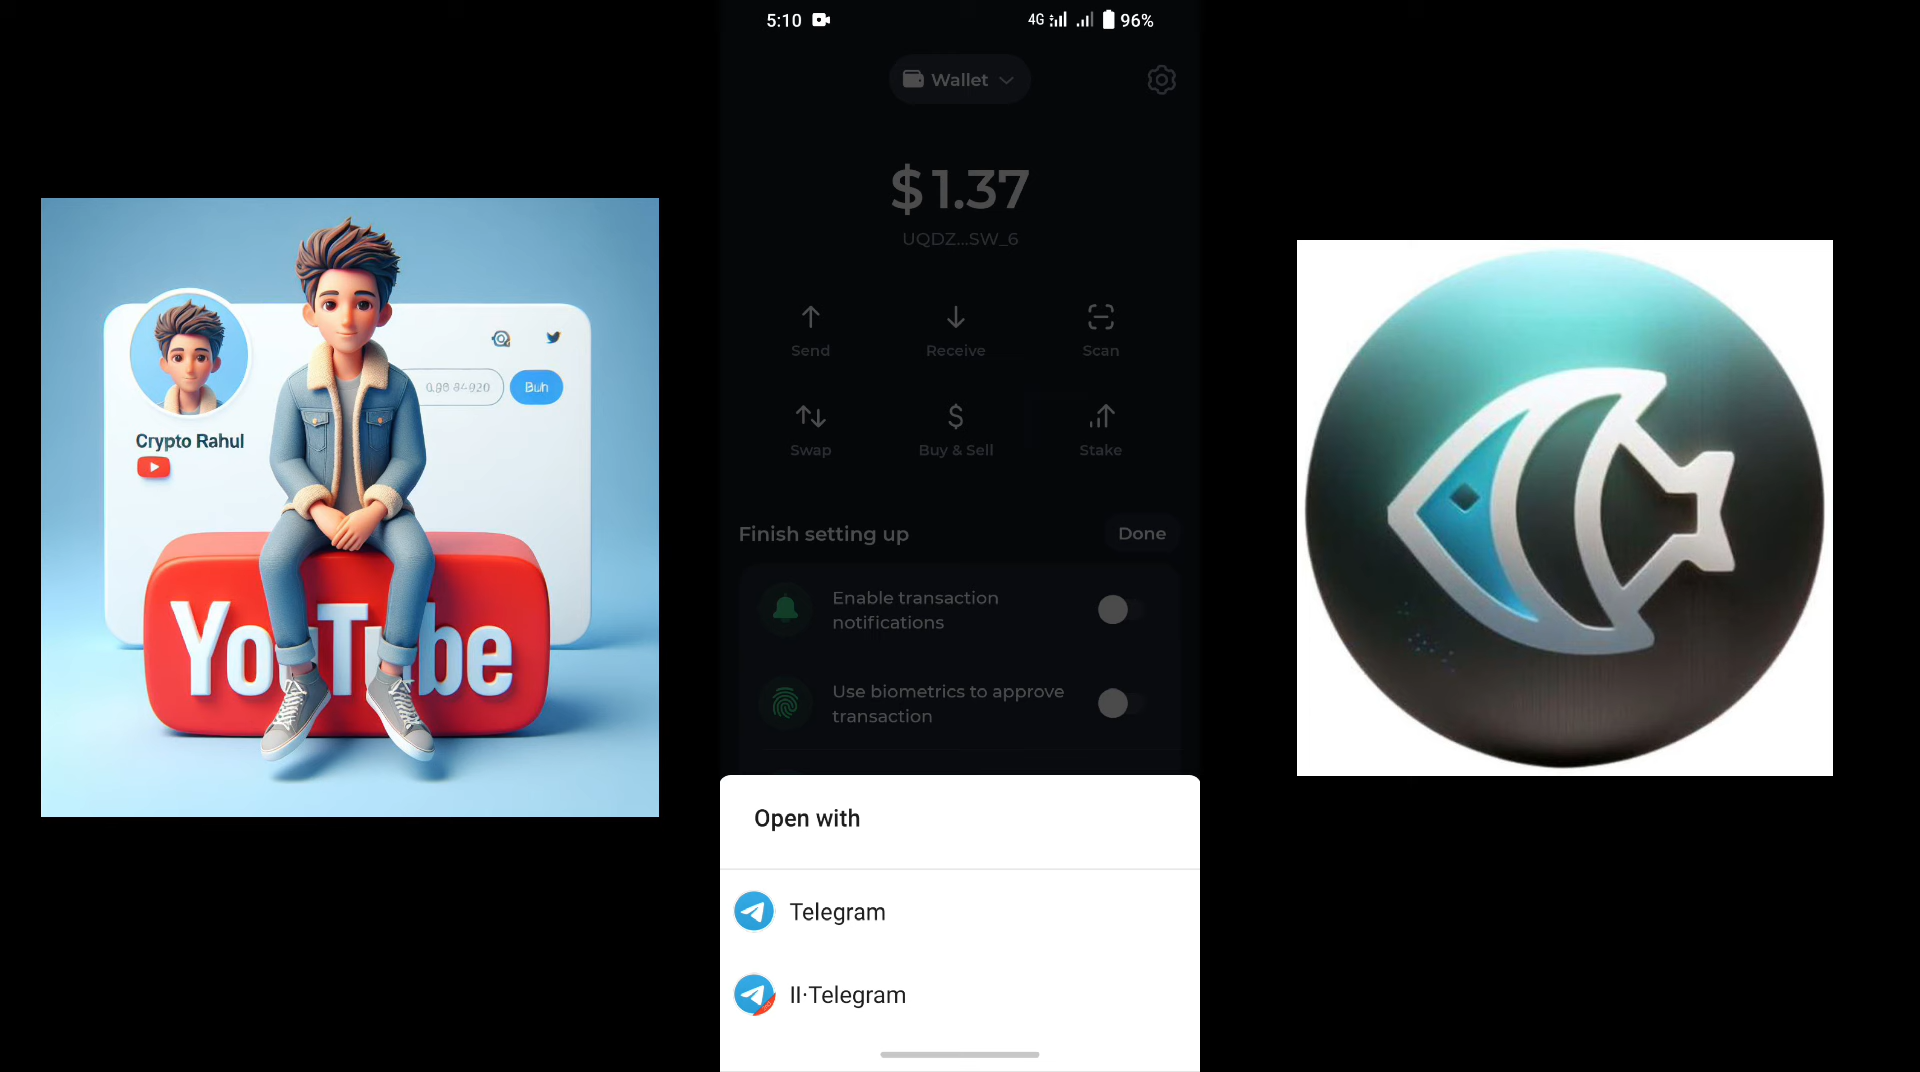 5:10
4G 96%
Wallet
$1.37
UQDZ...SW_6
Send Receive Scan
Swap Buy & Sell Stake
Finish setting up Done
Enable transaction
notifications
Use biometrics to approve
transaction
Open with
Telegram
II·Telegram
Crypto Rahul
YouTube